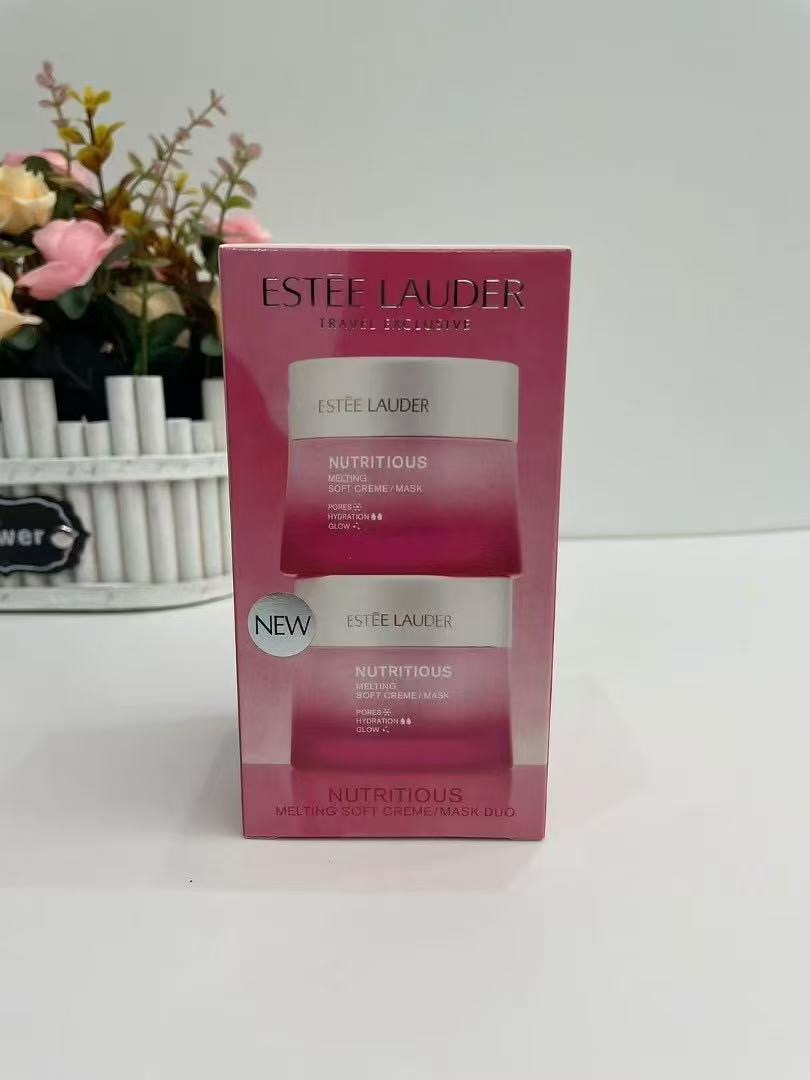 ESTĒE LAUDER
TRAVEL EXCLUSIVE
ESTĒE LAUDER
NUTRITIOUS
MELTING
SOFT CREME / MASK
PORES
HYDRATION
GLOW
NEW
ESTĒE LAUDER
NUTRITIOUS
MELTING
SOFT CREME / MASK
PORES
HYDRATION
GLOW
NUTRITIOUS
MELTING SOFT CREME/MASK DUO
wer